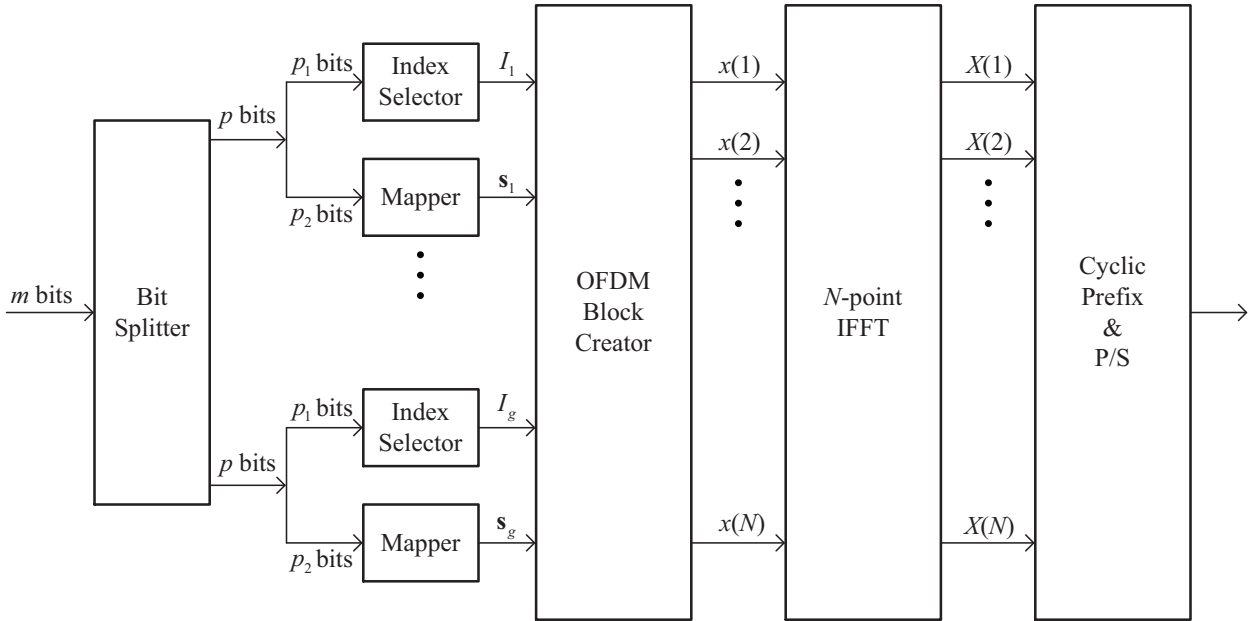 m bits
Bit
Splitter
p bits
p₁ bits
Index
Selector
I₁
p₂ bits
Mapper
s₁
p bits
p₁ bits
Index
Selector
I_g
p₂ bits
Mapper
s_g
OFDM
Block
Creator
x(1)
x(2)
x(N)
N-point
IFFT
X(1)
X(2)
X(N)
Cyclic
Prefix
&
P/S